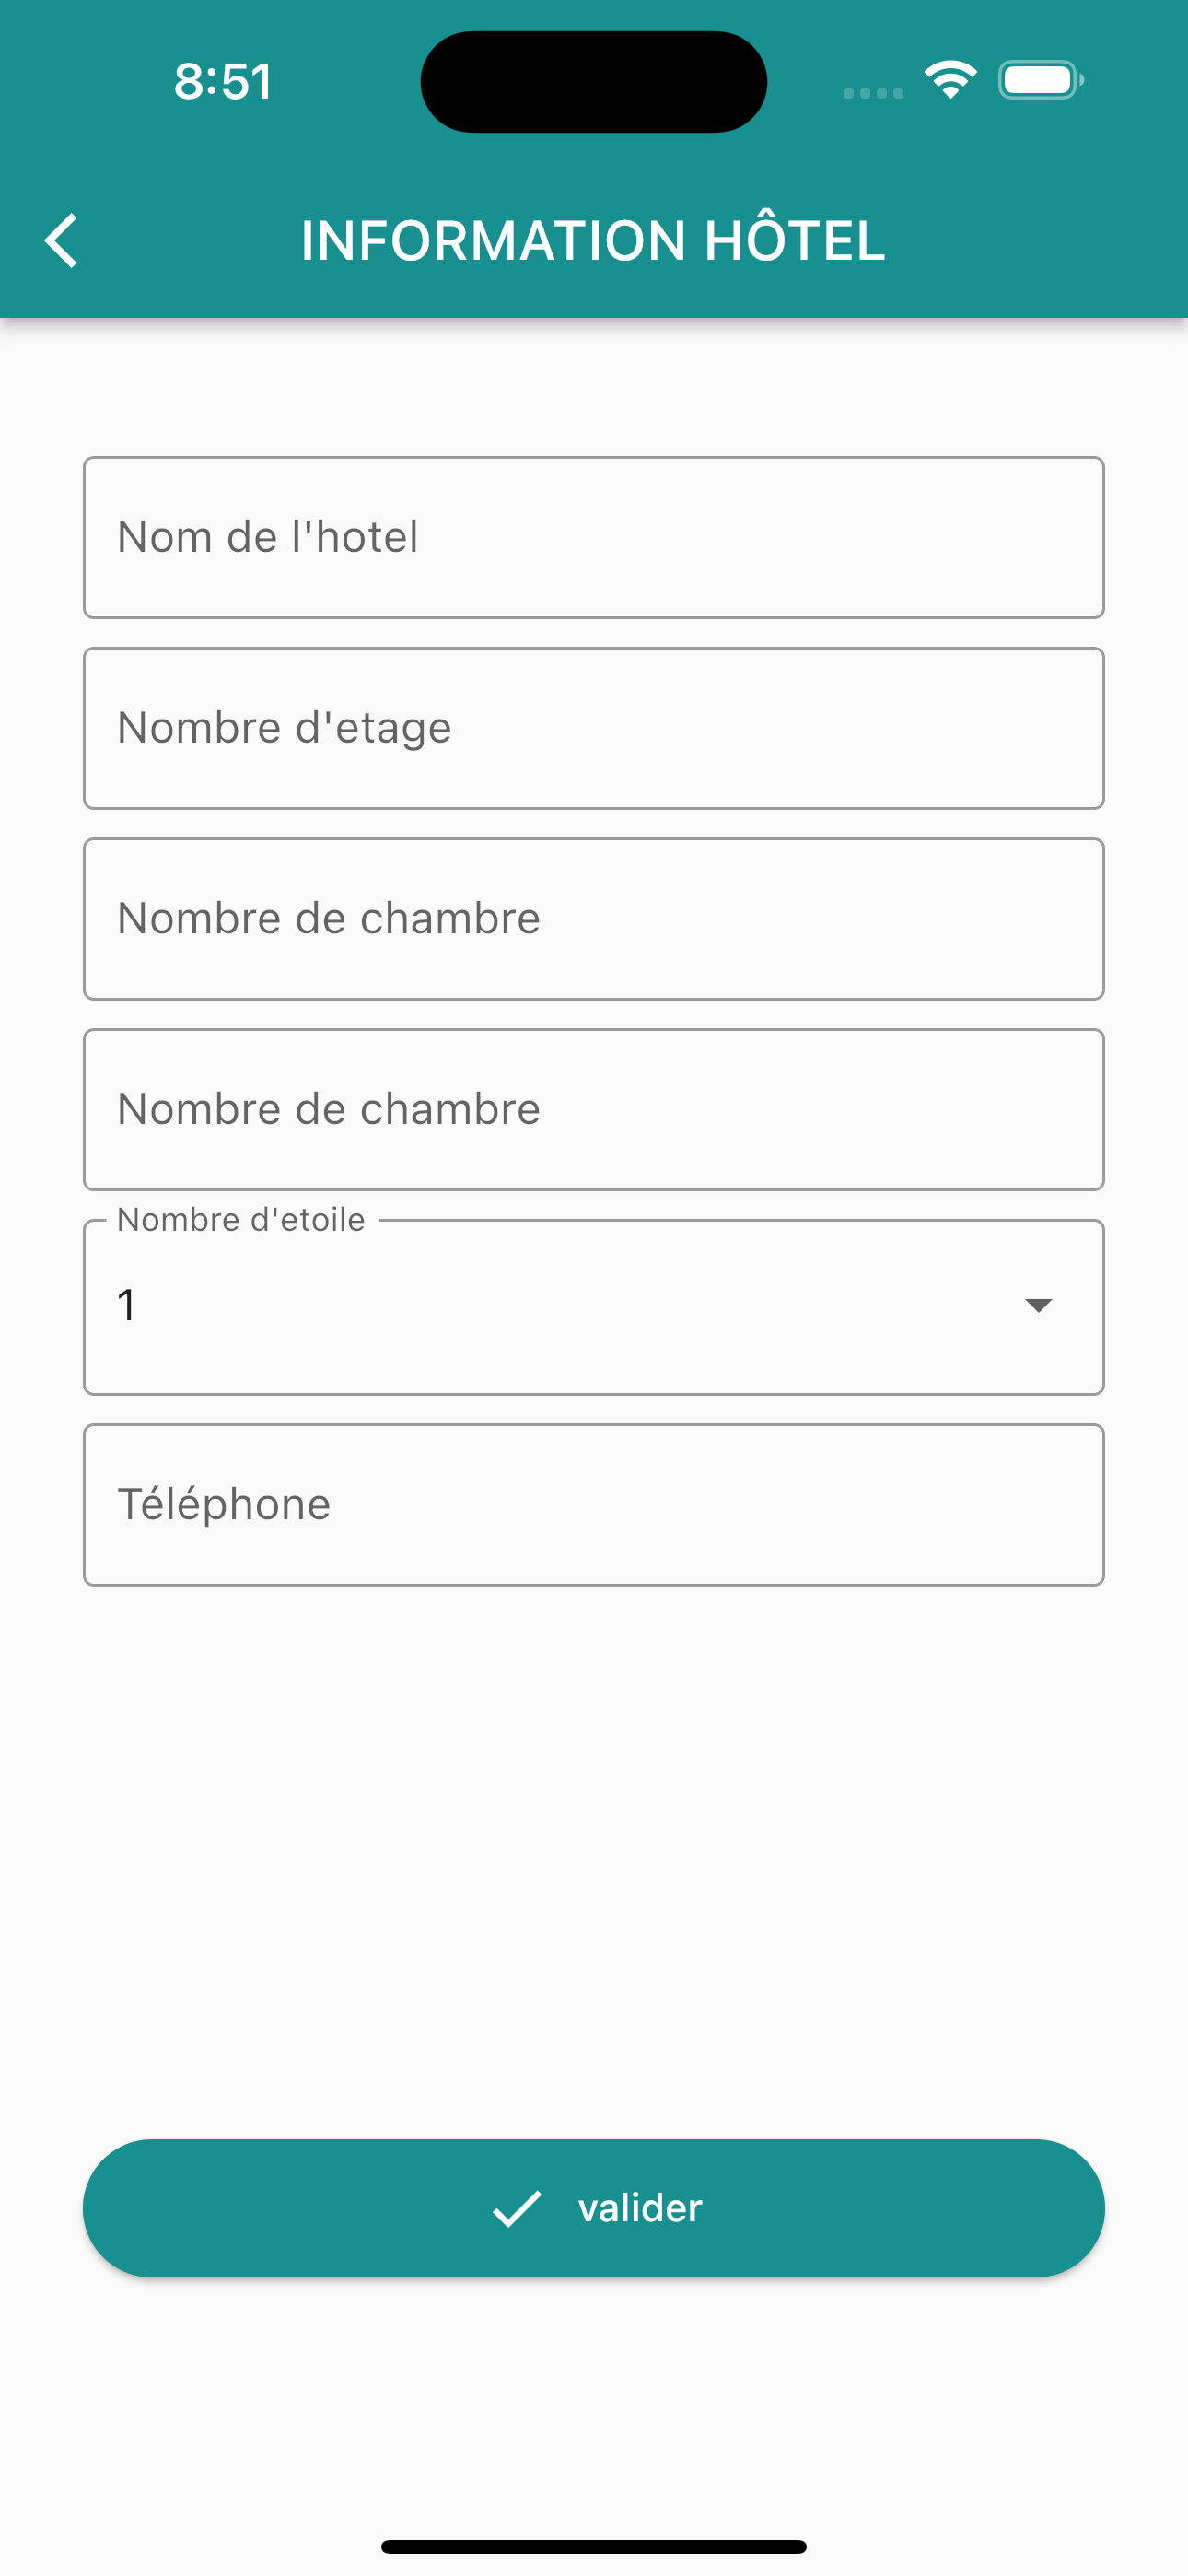 8:51
INFORMATION HÔTEL
Nom de l'hotel
Nombre d'etage
Nombre de chambre
Nombre de chambre
Nombre d'etoile
1
Téléphone
valider